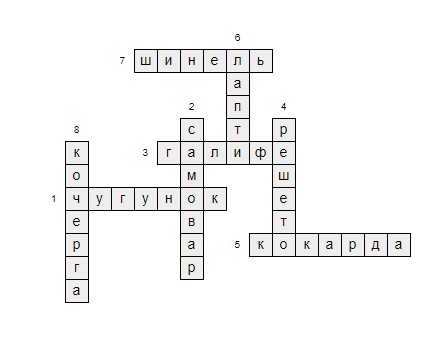 6
7 шинель
а
2 п 4
8 с т р
к 3 галифе
о м ш
1 чугунок е
е в т
р а 5 кокарда
г р
а